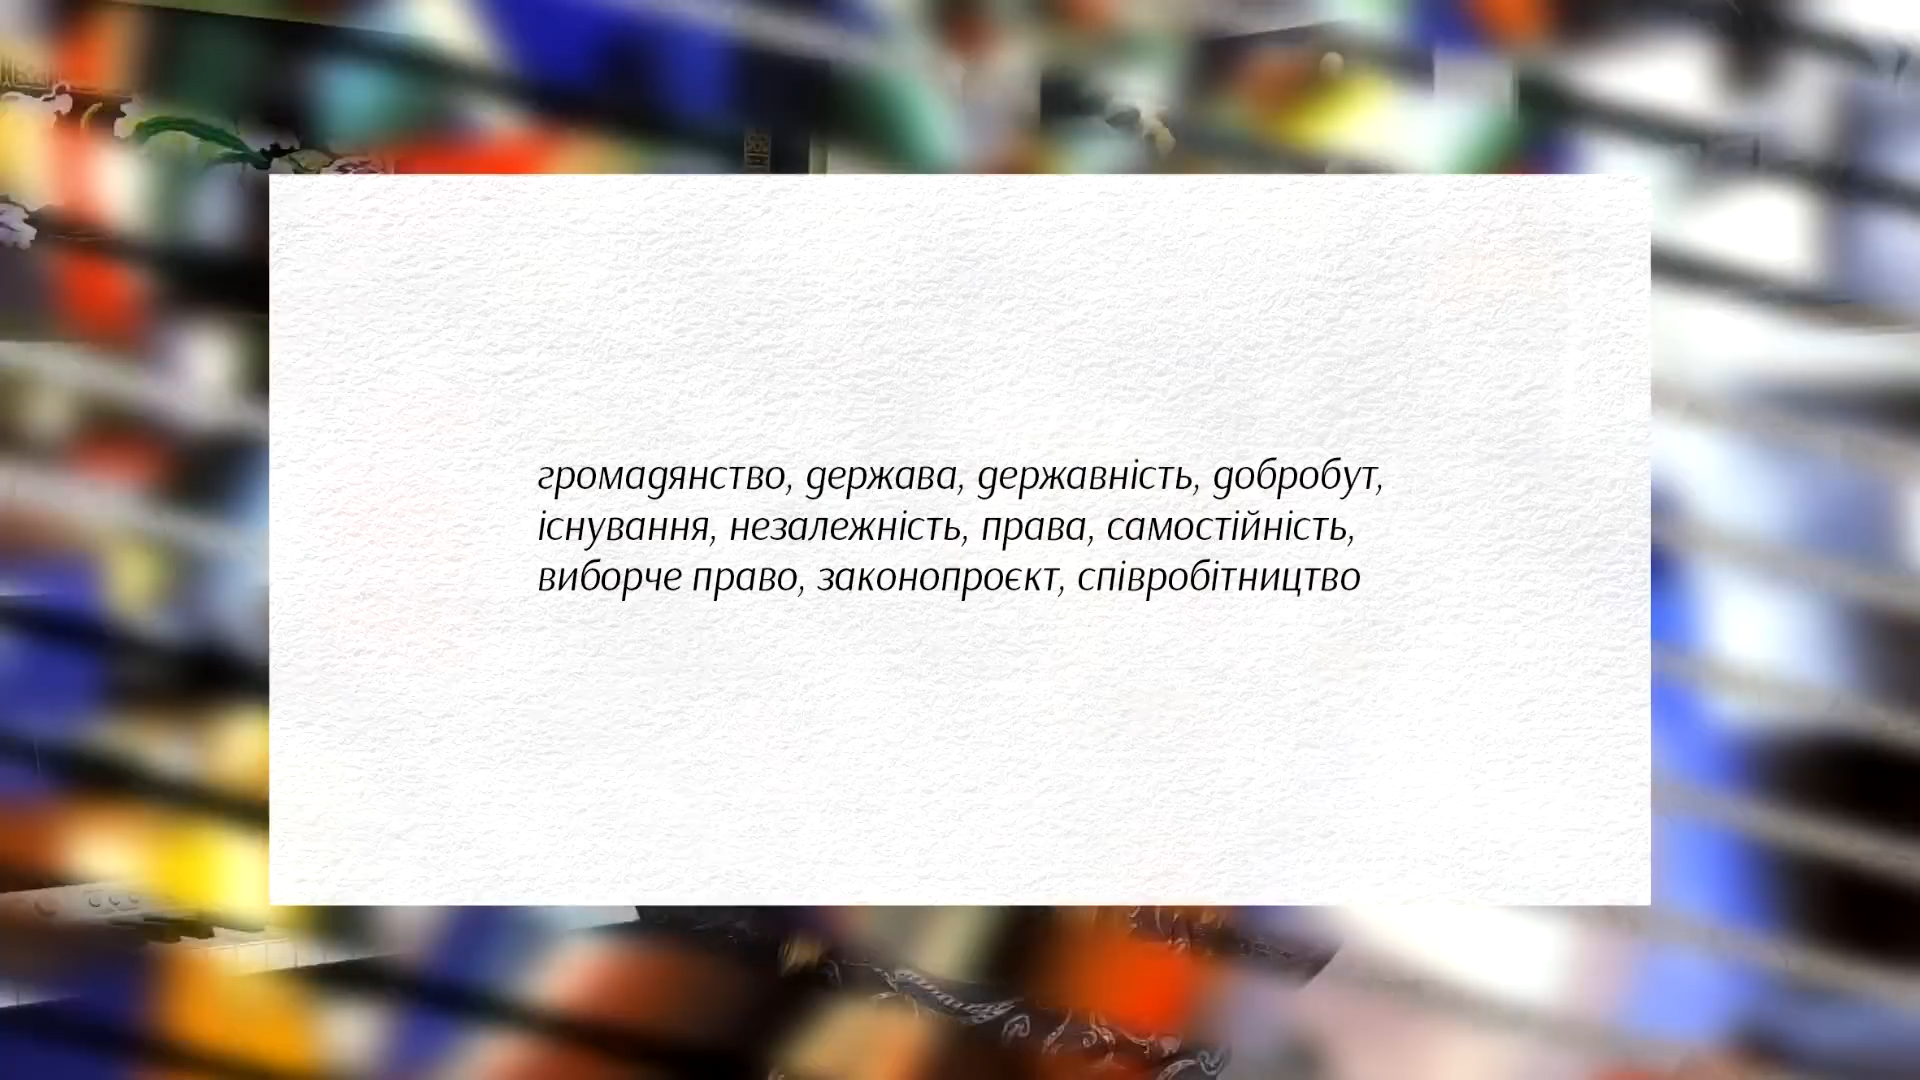 громадянство, держава, державність, добробут,
існування, незалежність, права, самостійність,
виборче право, законопроєкт, співробітництво